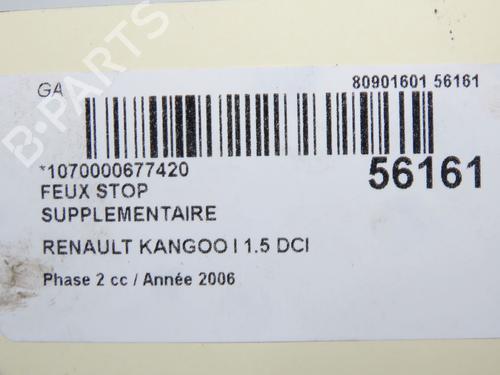 GA
80901601 56161
*1070000677420
56161
FEUX STOP
SUPPLEMENTAIRE
RENAULT KANGOO I 1.5 DCI
Phase 2 cc / Année 2006
B-PARTS